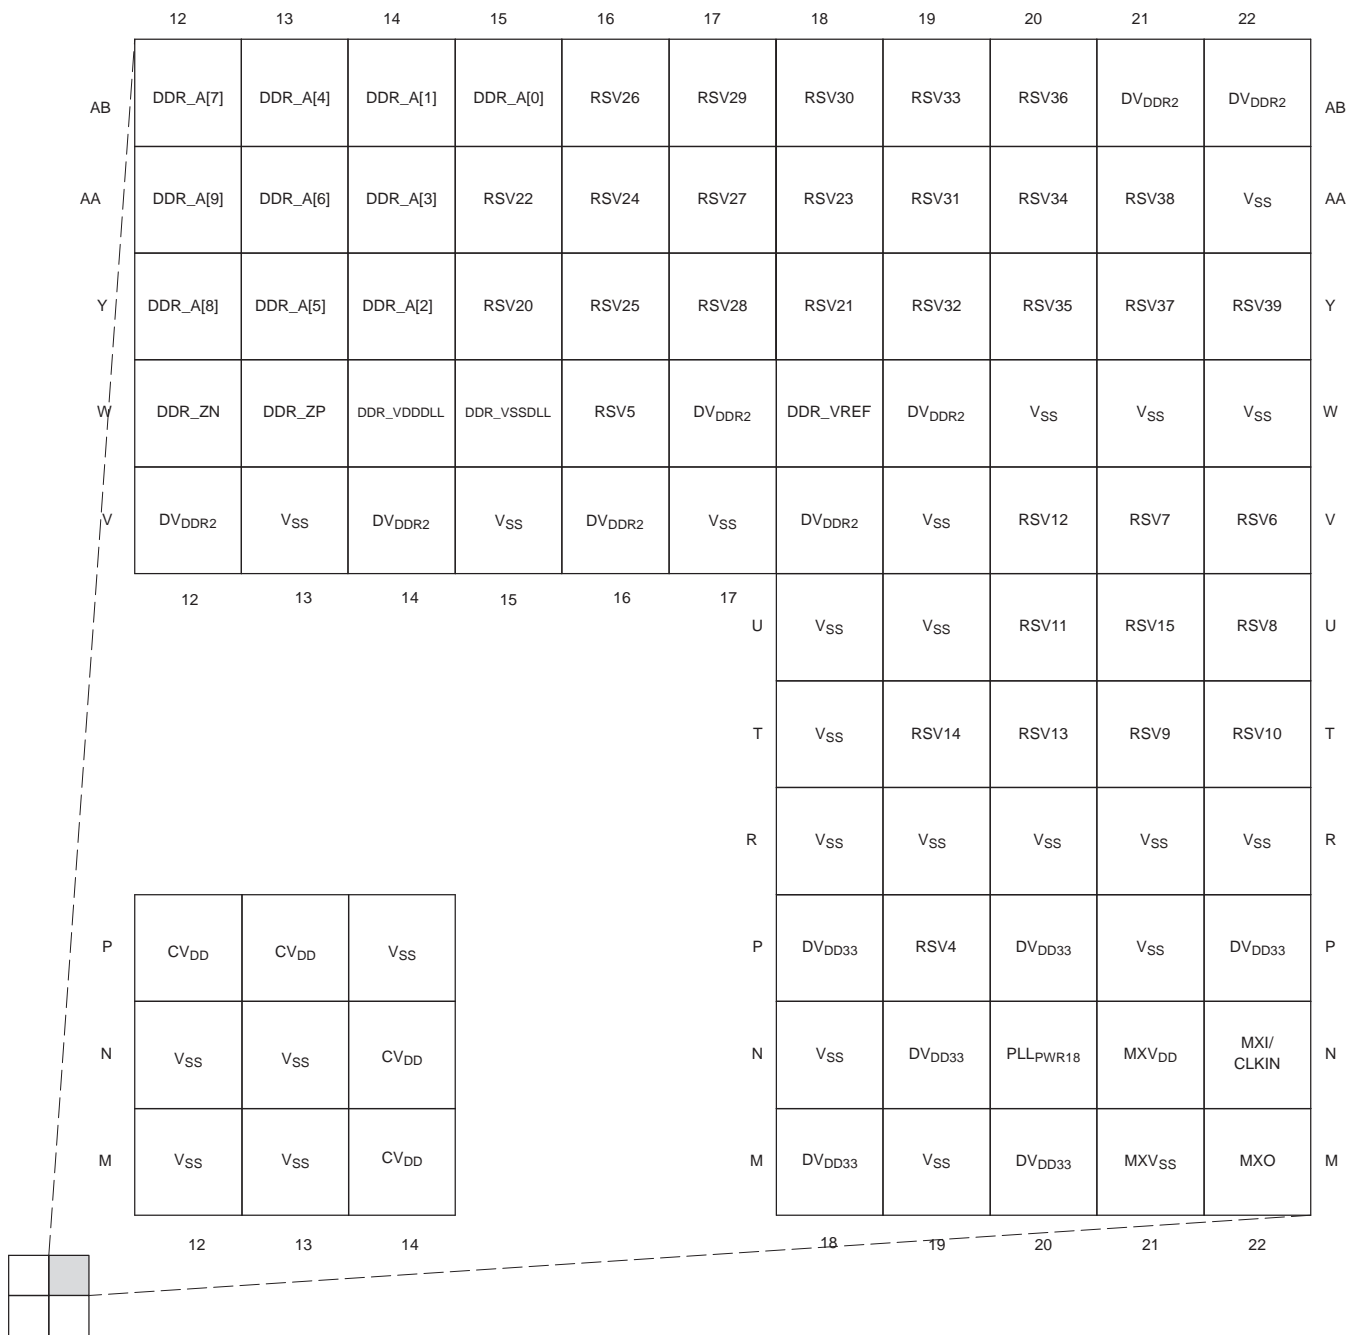 12 13 14 15 16 17 18 19 20 21 22
AB DDR_A[7] DDR_A[4] DDR_A[1] DDR_A[0] RSV26 RSV29 RSV30 RSV33 RSV36 DVDDR2 DVDDR2 AB
AA DDR_A[9] DDR_A[6] DDR_A[3] RSV22 RSV24 RSV27 RSV23 RSV31 RSV34 RSV38 VSS AA
Y DDR_A[8] DDR_A[5] DDR_A[2] RSV20 RSV25 RSV28 RSV21 RSV32 RSV35 RSV37 RSV39 Y
W DDR_ZN DDR_ZP DDR_VDDDLL DDR_VSSDLL RSV5 DVDDR2 DDR_VREF DVDDR2 VSS VSS VSS W
V DVDDR2 VSS DVDDR2 VSS DVDDR2 VSS DVDDR2 VSS RSV12 RSV7 RSV6 V
12 13 14 15 16 17
U VSS VSS RSV11 RSV15 RSV8 U
T VSS RSV14 RSV13 RSV9 RSV10 T
R VSS VSS VSS VSS VSS R
P CVDD CVDD VSS P DVDD33 RSV4 DVDD33 VSS DVDD33 P
N VSS VSS CVDD N VSS DVDD33 PLLPWR18 MXVDD MXI/ CLKIN N
M VSS VSS CVDD M DVDD33 VSS DVDD33 MXVSS MXO M
12 13 14 18 19 20 21 22